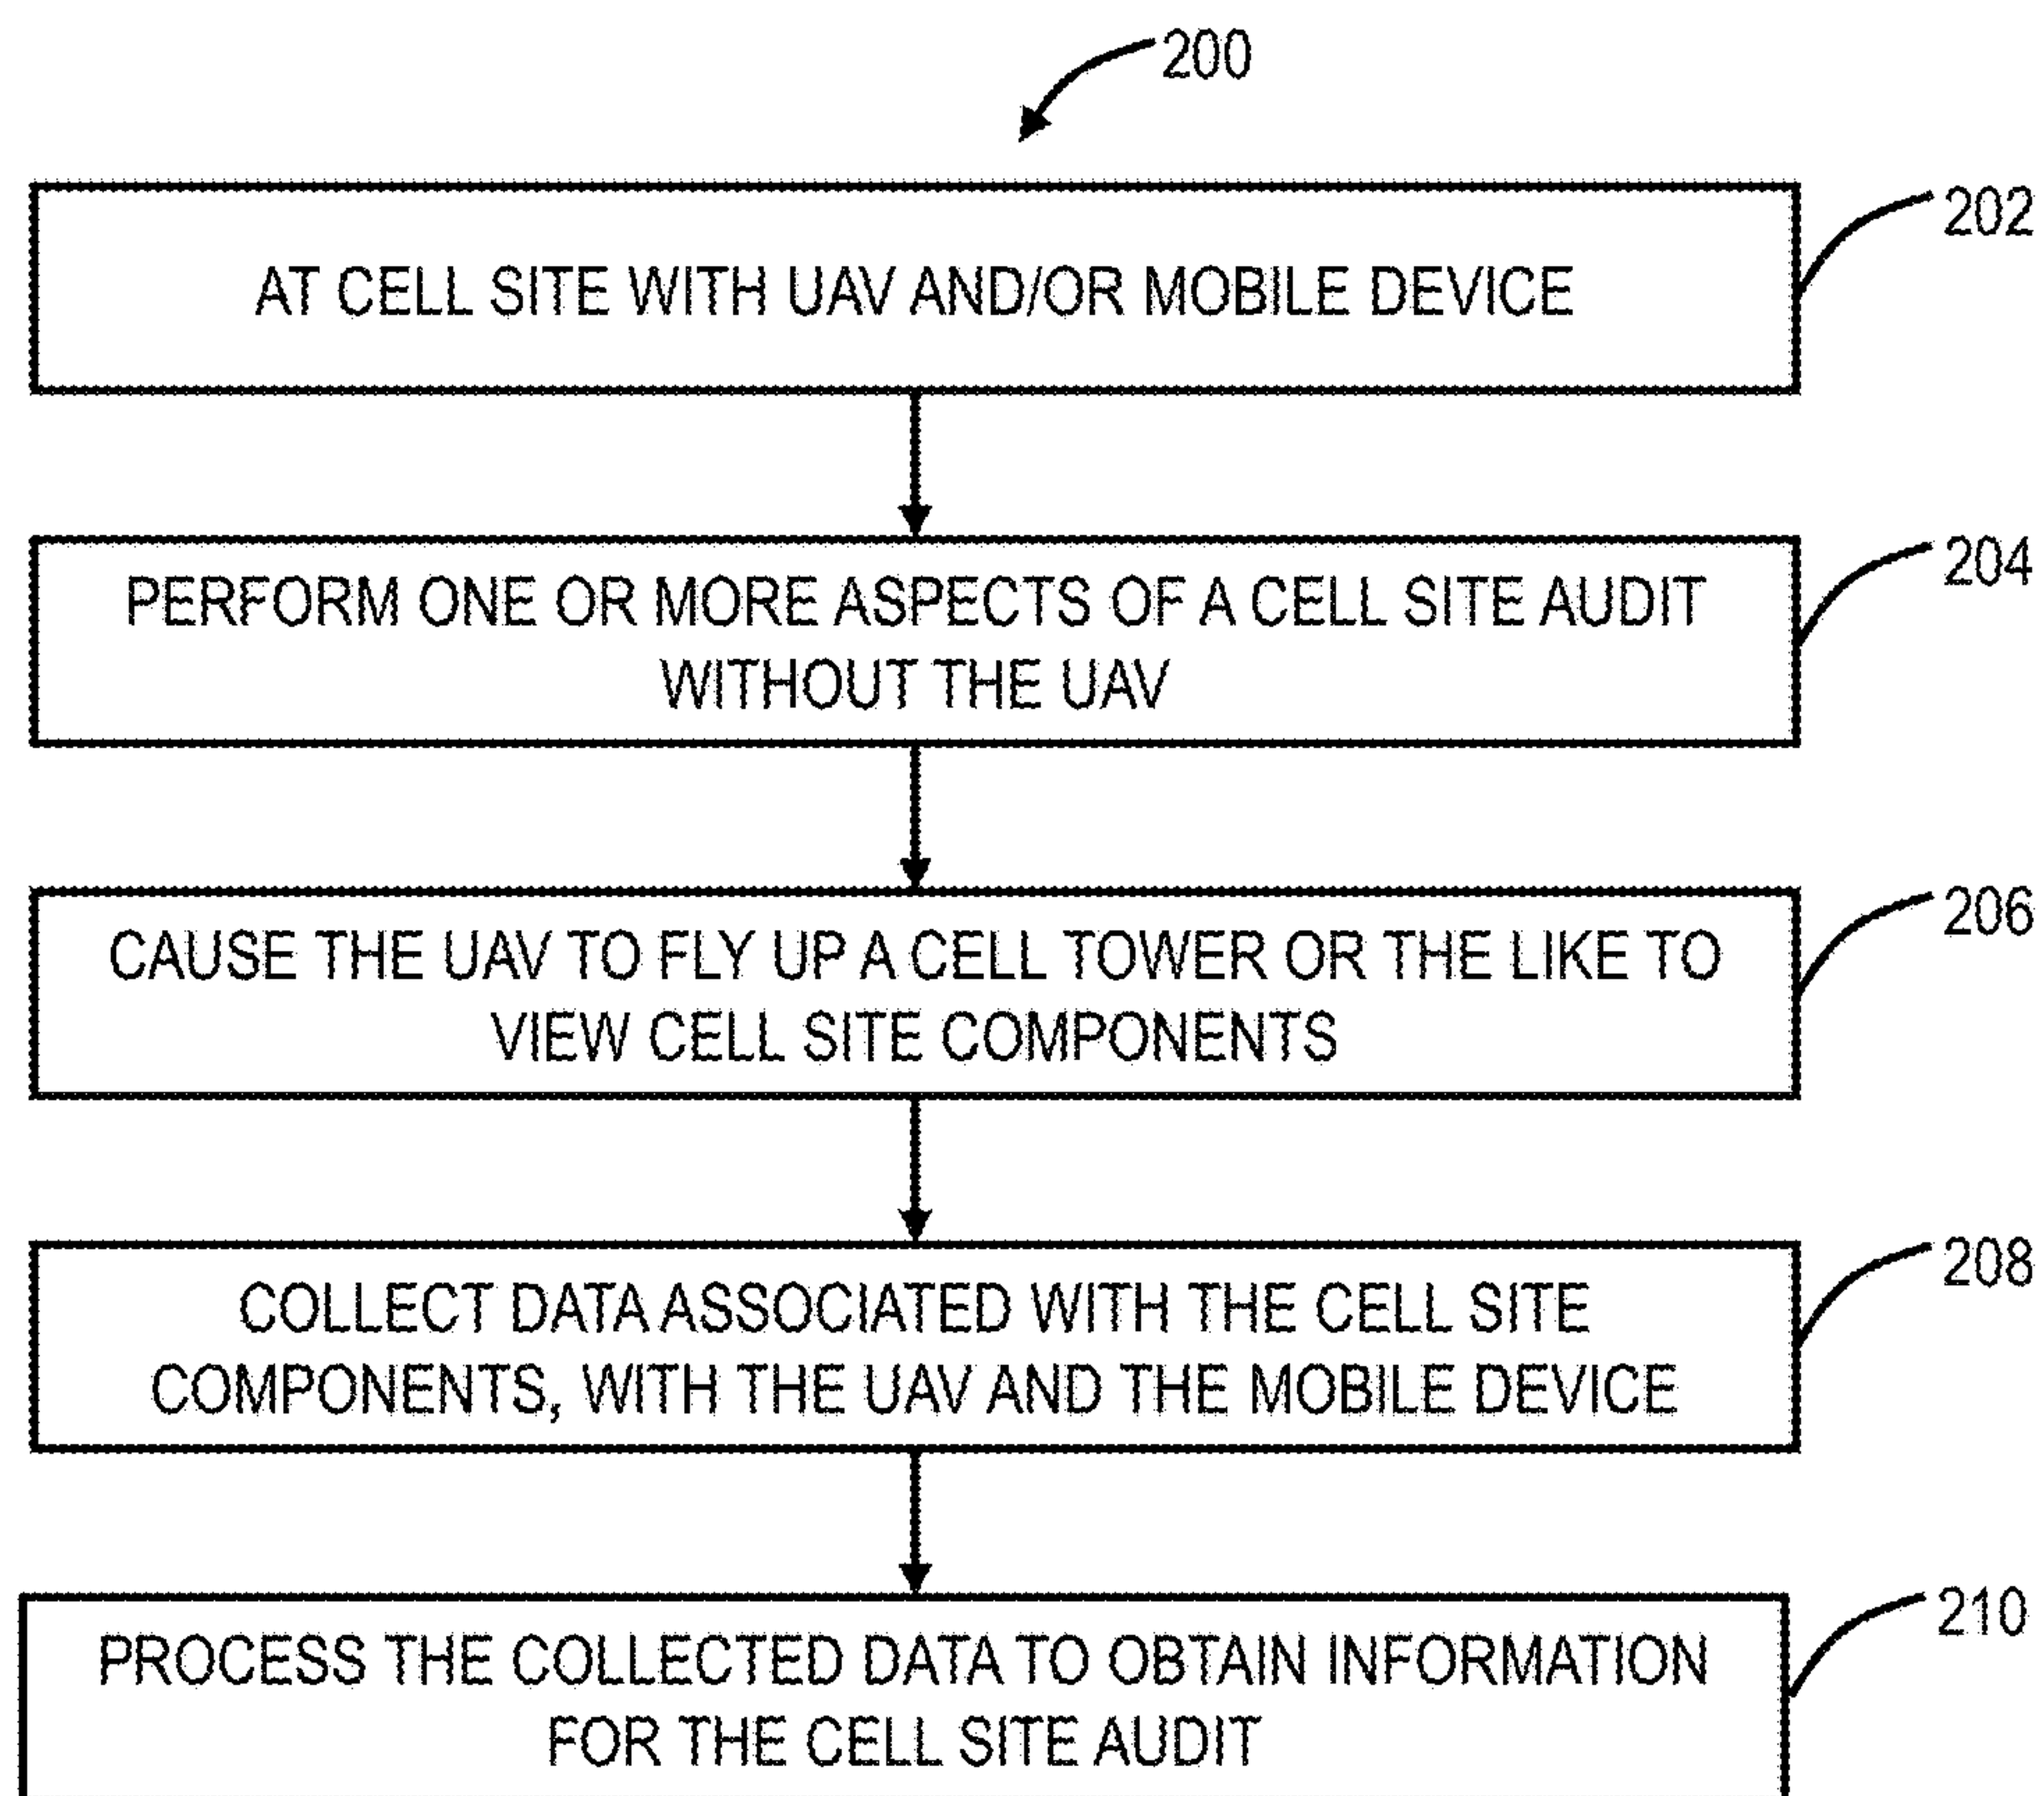 200
AT CELL SITE WITH UAV AND/OR MOBILE DEVICE
202
PERFORM ONE OR MORE ASPECTS OF A CELL SITE AUDIT
WITHOUT THE UAV
204
CAUSE THE UAV TO FLY UP A CELL TOWER OR THE LIKE TO
VIEW CELL SITE COMPONENTS
206
COLLECT DATA ASSOCIATED WITH THE CELL SITE
COMPONENTS, WITH THE UAV AND THE MOBILE DEVICE
208
PROCESS THE COLLECTED DATA TO OBTAIN INFORMATION
FOR THE CELL SITE AUDIT
210